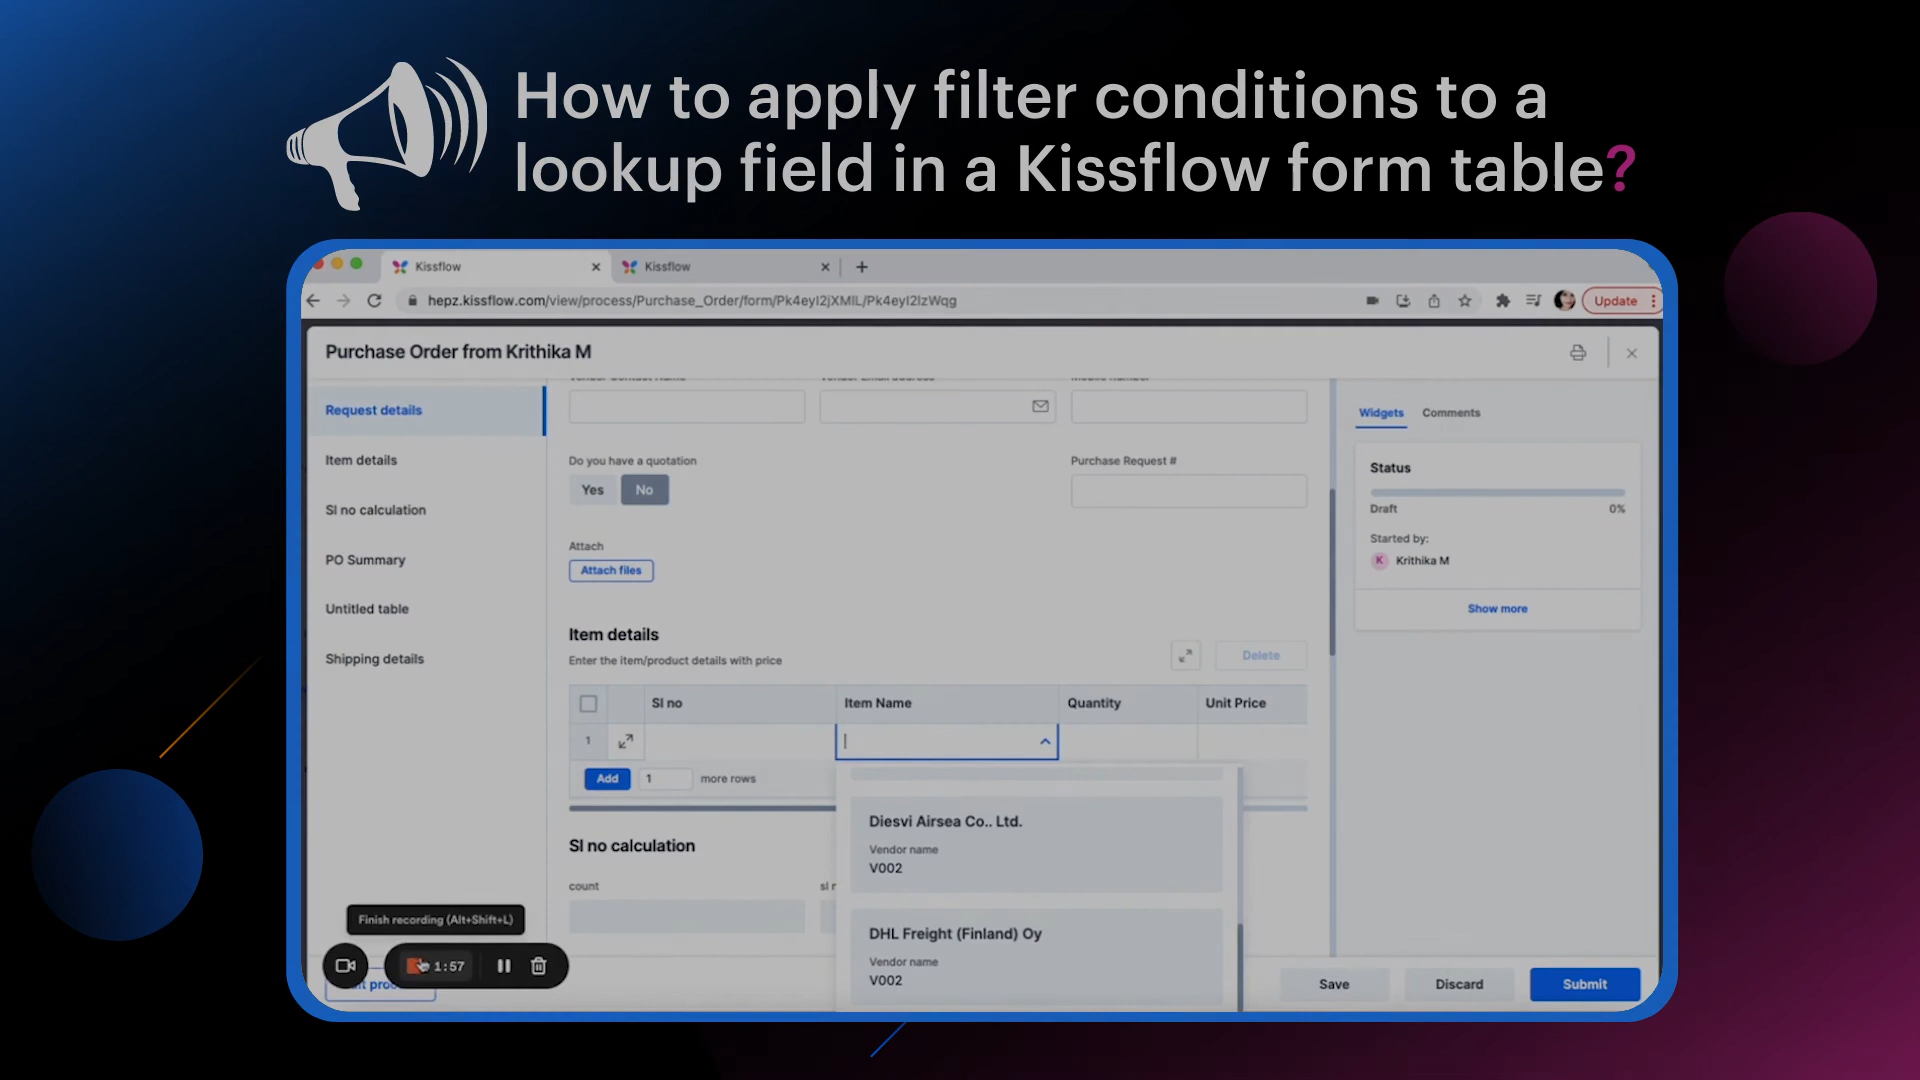 How to apply filter conditions to a
lookup field in a Kissflow form table?
Kissflow
Kissflow
hepz.kissflow.com/view/process/Purchase_Order/form/Pk4eyI2jXMIL/Pk4eyI2IzWqg
Update
Purchase Order from Krithika M
Request details
Item details
Sl no calculation
PO Summary
Untitled table
Shipping details
Do you have a quotation
Yes
No
Purchase Request #
Attach
Attach files
Item details
Enter the item/product details with price
Delete
Sl no
Item Name
Quantity
Unit Price
1
Add
1
more rows
Diesvi Airsea Co.. Ltd.
Vendor name
V002
DHL Freight (Finland) Oy
Vendor name
V002
Sl no calculation
count
Widgets
Comments
Status
Draft
0%
Started by:
K
Krithika M
Show more
Finish recording (Alt+Shift+L)
1:57
Save
Discard
Submit